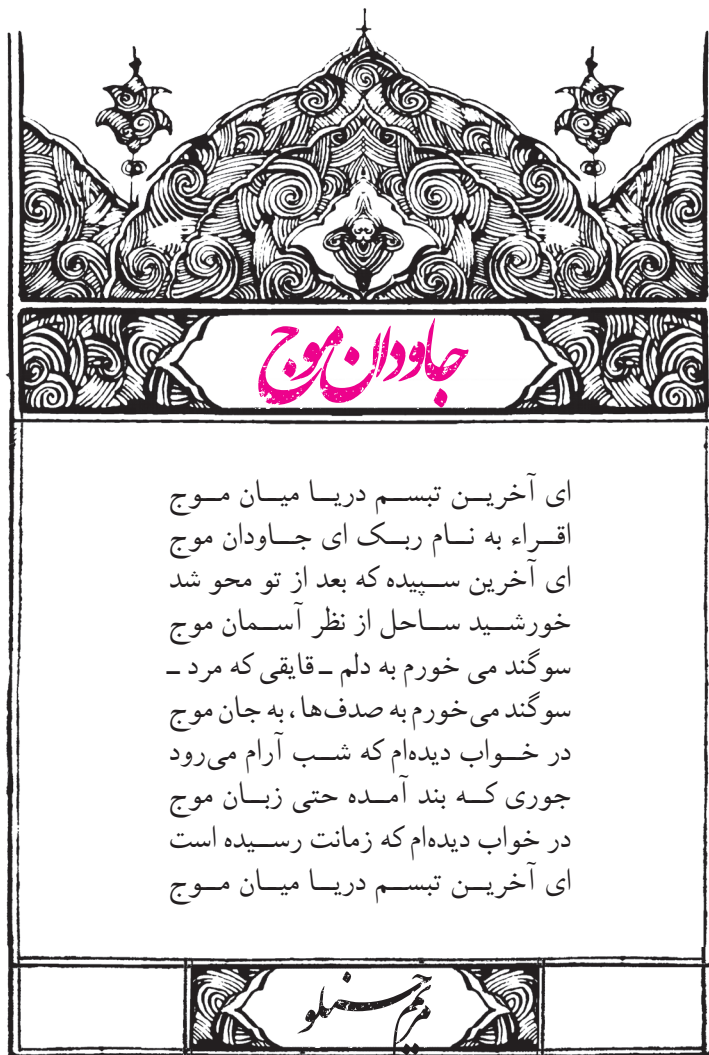 جاودان موج
ای آخرین تبسم دریا میان موج
اقراء به نام ربک ای جاودان موج
ای آخرین سپیده که بعد از تو محو شد
خورشید ساحل از نظر آسمان موج
سوگند می خورم به دلم ـ قایقی که مرد ـ
سوگند می‌خورم به صدف‌ها، به جان موج
در خواب دیده‌ام که شب آرام می‌رود
جوری که بند آمده حتی زبان موج
در خواب دیده‌ام که زمانت رسیده است
ای آخرین تبسم دریا میان موج
مریم حسنلو